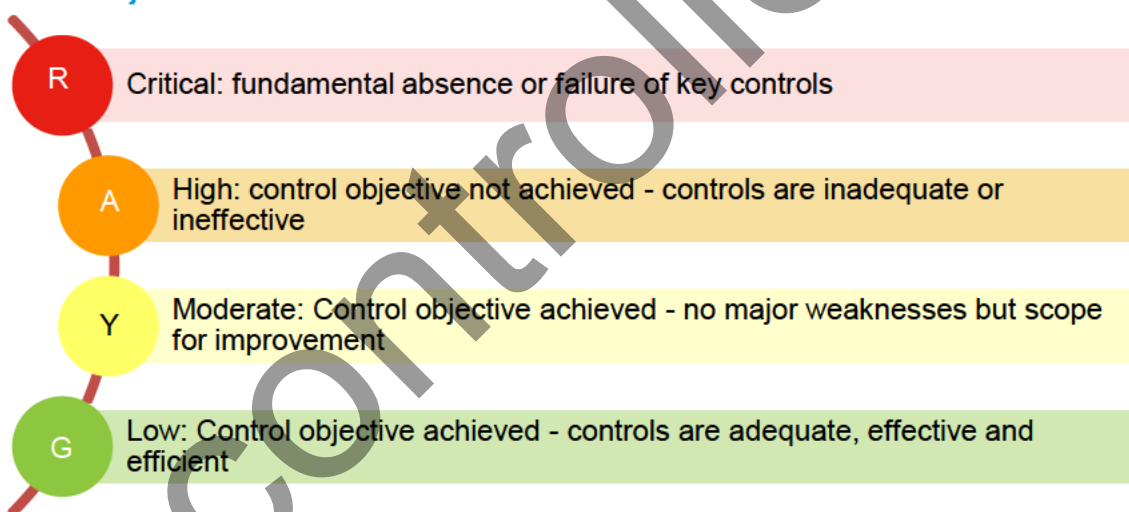 R
Critical: fundamental absence or failure of key controls
A
High: control objective not achieved - controls are inadequate or
ineffective
Y
Moderate: Control objective achieved - no major weaknesses but scope
for improvement
G
Low: Control objective achieved - controls are adequate, effective and
efficient